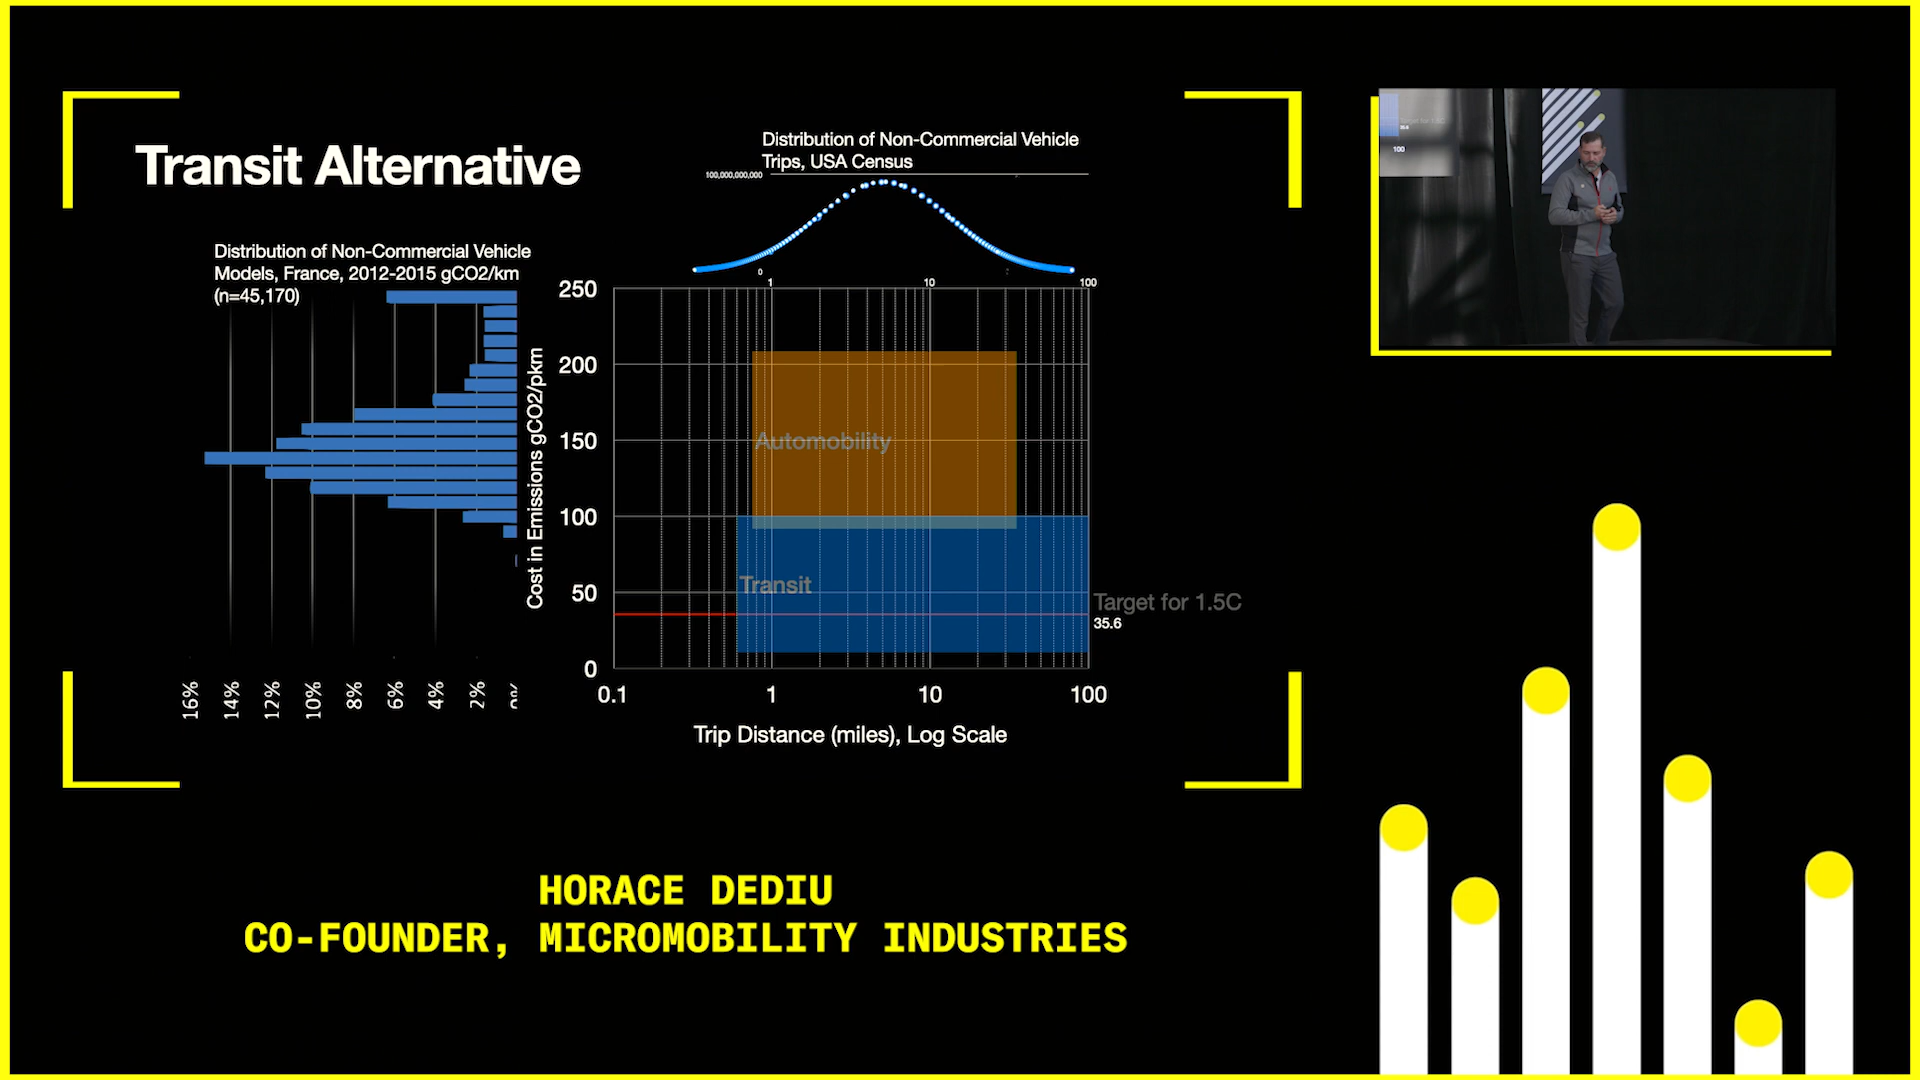 Transit Alternative
Distribution of Non-Commercial Vehicle
Trips, USA Census
100,000,000,000
0
1
10
100
Distribution of Non-Commercial Vehicle
Models, France, 2012-2015 gCO2/km
(n=45,170)
16%
14%
12%
10%
8%
6%
4%
2%
Cost in Emissions gCO2/pkm
250
200
150
100
50
0
Automobility
Transit
Target for 1.5C
35.6
0.1
1
10
100
Trip Distance (miles), Log Scale
100
HORACE DEDIU
CO-FOUNDER, MICROMOBILITY INDUSTRIES